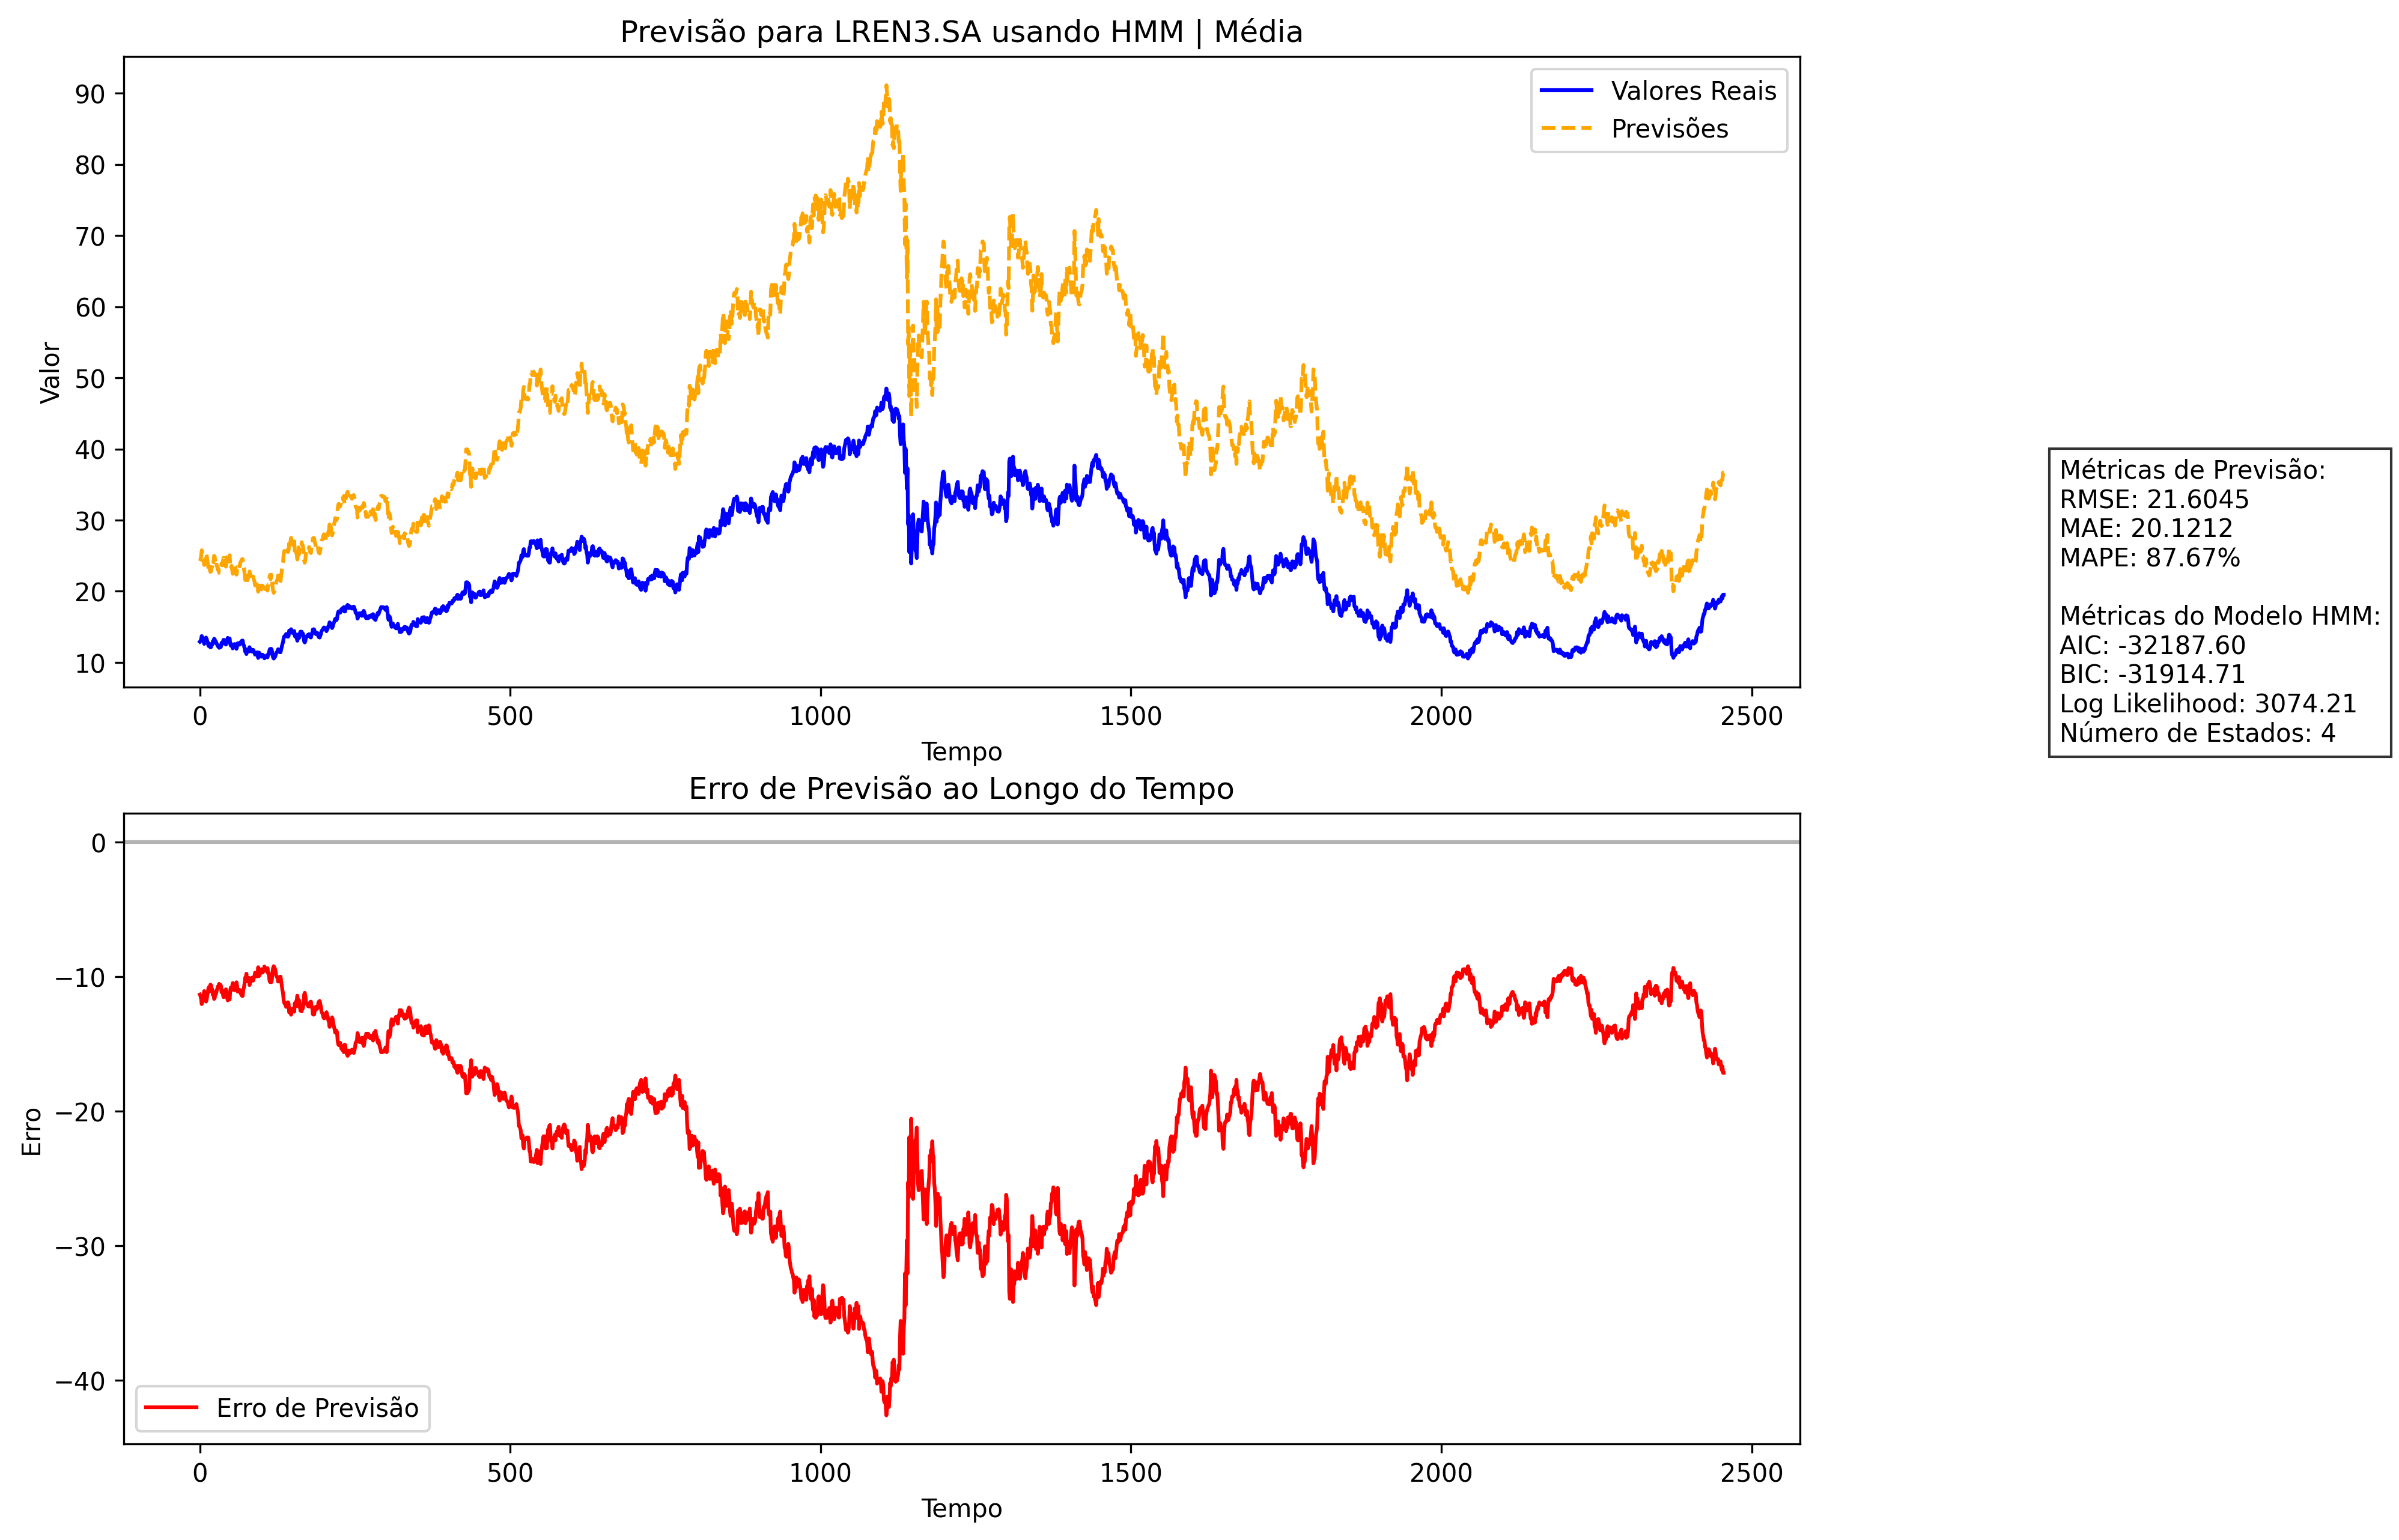 Previsão para LREN3.SA usando HMM | Média
Valores Reais
Previsões
Valor
90
80
70
60
50
40
30
20
10
0
500
1000
1500
2000
2500
Tempo
Métricas de Previsão:
RMSE: 21.6045
MAE: 20.1212
MAPE: 87.67%
Métricas do Modelo HMM:
AIC: -32187.60
BIC: -31914.71
Log Likelihood: 3074.21
Número de Estados: 4
Erro de Previsão ao Longo do Tempo
Erro
0
−10
−20
−30
−40
Erro de Previsão
0
500
1000
1500
2000
2500
Tempo